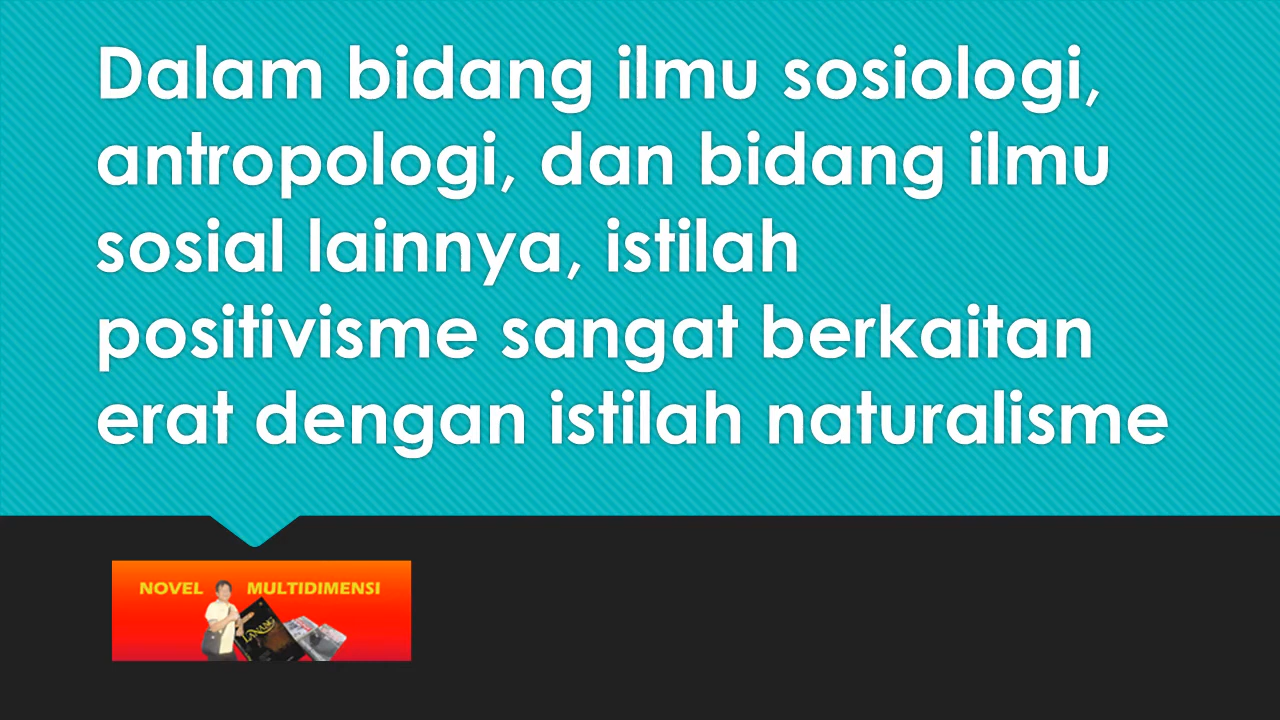 Dalam bidang ilmu sosiologi,
antropologi, dan bidang ilmu
sosial lainnya, istilah
positivisme sangat berkaitan
erat dengan istilah naturalisme
NOVEL MULTIDIMENSI
LANANG